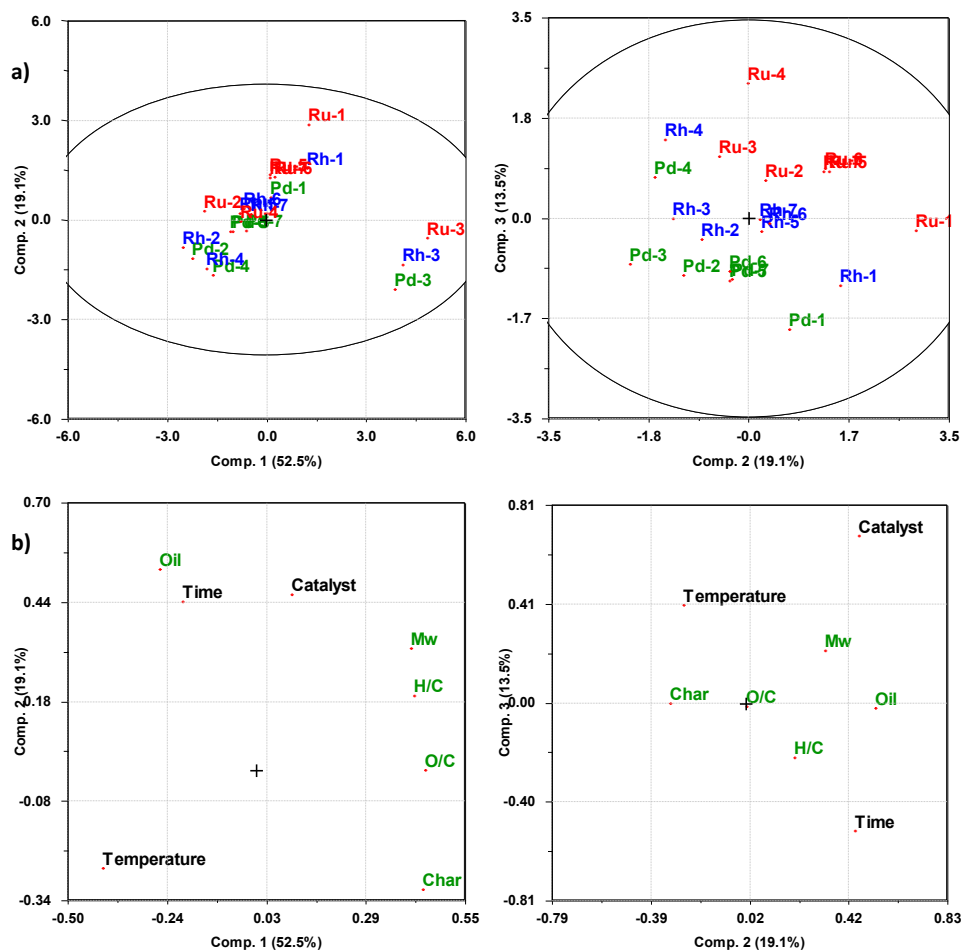 a)
6.0
3.0
0.0
-3.0
-6.0
Comp. 2 (19.1%)
Ru-1
Rh-1
Pd-1
Ru-2
Ru-4
Rh-6
Rh-2
Pd-2
Rh-4
Pd-4
Ru-3
Rh-3
Pd-3
-6.0 -3.0 0.0 3.0 6.0
Comp. 1 (52.5%)
3.5
1.8
0.0
-1.7
-3.5
Comp. 3 (13.5%)
Ru-4
Rh-4
Ru-3
Pd-4
Ru-2
Rh-3
Rh-7
Rh-6
Rh-5
Rh-2
Ru-1
Pd-3
Pd-2
Pd-6
Rh-1
Pd-1
-3.5 -1.8 -0.0 1.7 3.5
Comp. 2 (19.1%)
b)
0.70
0.44
0.18
-0.08
-0.34
Comp. 2 (19.1%)
Oil
Time
Catalyst
Mw
H/C
O/C
Temperature
Char
-0.50 -0.24 0.03 0.29 0.55
Comp. 1 (52.5%)
0.81
0.41
0.00
-0.40
-0.81
Comp. 3 (13.5%)
Catalyst
Temperature
Mw
Char
O/C
Oil
H/C
Time
-0.79 -0.39 0.02 0.42 0.83
Comp. 2 (19.1%)